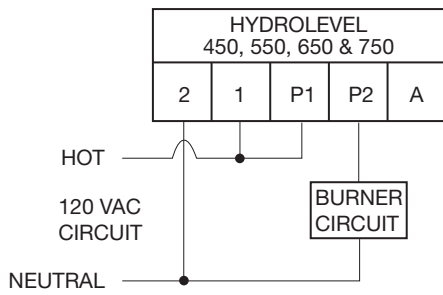 HYDROLEVEL
450, 550, 650 & 750
2 1 P1 P2 A
HOT
120 VAC
CIRCUIT
BURNER
CIRCUIT
NEUTRAL